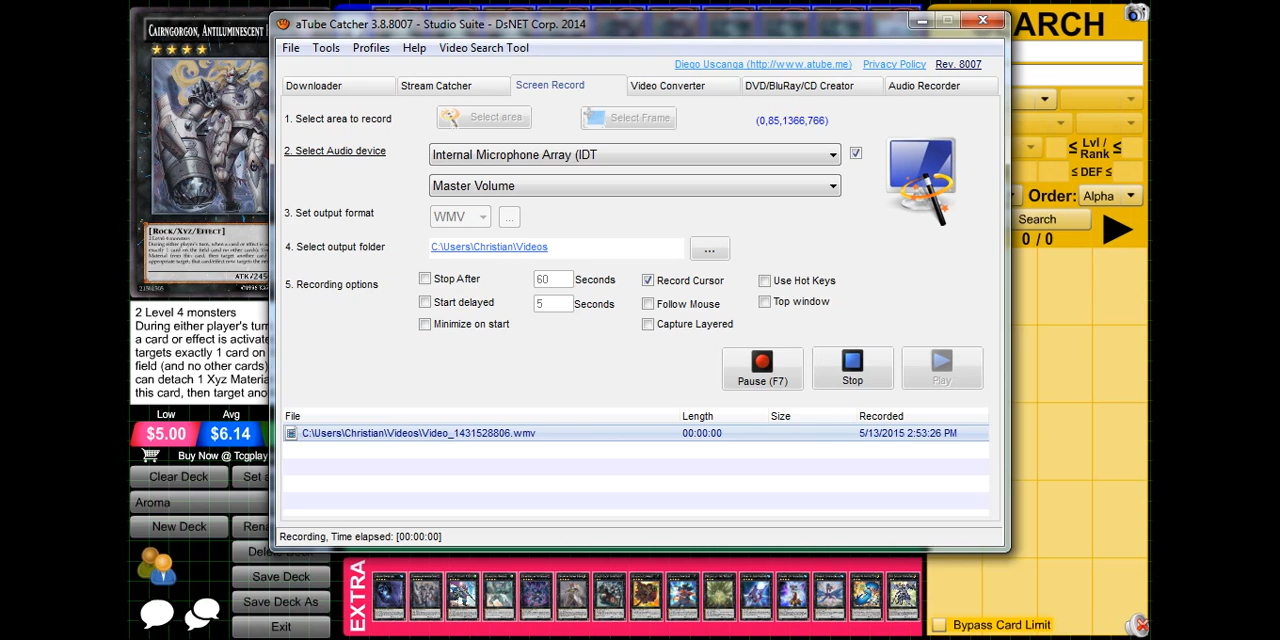 CAIRNGORGON, ANTILUMINESCENT
[ROCK/XYZ/EFFECT]
ATK/245
2 Level 4 monsters
During either player's turn
a card or effect is activate
targets exactly 1 card on
field (and no other cards)
can detach 1 Xyz Materia
this card, then target ano
Low Avg
$5.00 $6.14
Buy Now @ Tcgplay
Clear Deck Set a
Aroma
New Deck Rena
Delete Deck
Save Deck
Save Deck As
Exit
aTube Catcher 3.8.8007 - Studio Suite - DsNET Corp. 2014
File Tools Profiles Help Video Search Tool
Diego Uscanga (http://www.atube.me) Privacy Policy Rev. 8007
Downloader Stream Catcher Screen Record Video Converter DVD/BluRay/CD Creator Audio Recorder
1. Select area to record Select area Select Frame (0,85,1366,766)
2. Select Audio device Internal Microphone Array (IDT
Master Volume
3. Set output format WMV ...
4. Select output folder C:\Users\Christian\Videos ...
5. Recording options
Stop After 60 Seconds Record Cursor Use Hot Keys
Start delayed 5 Seconds Follow Mouse Top window
Minimize on start Capture Layered
Pause (F7) Stop Play
File Length Size Recorded
C:\Users\Christian\Videos\Video_1431528806.wmv 00:00:00 5/13/2015 2:53:26 PM
Recording, Time elapsed: [00:00:00]
EXTRA
ARCH
≤ Lvl / Rank ≤
≤ DEF ≤
Order: Alpha
Search
0 / 0
Bypass Card Limit